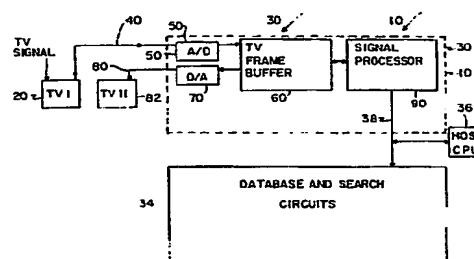 40
50
30
10
TV
SIGNAL
50
A/D
TV
FRAME
BUFFER
SIGNAL
PROCESSOR
30
10
80
D/A
20
TV I
TV II
82
70
60
90
36
38
HOS
CPU
34
DATABASE AND SEARCH
CIRCUITS